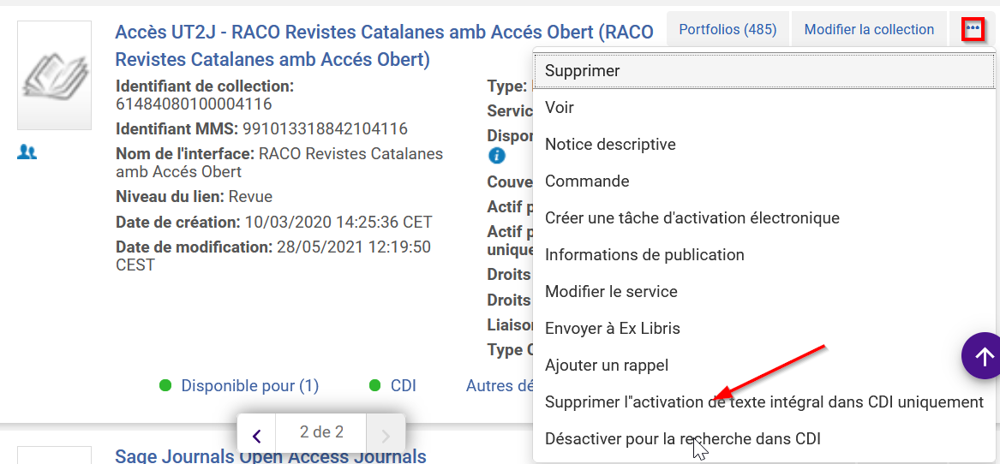 Accès UT2J - RACO Revistes Catalanes amb Accés Obert (RACO
Revistes Catalanes amb Accés Obert)
Portfolios (485)
Modifier la collection
Identifiant de collection:
61484080100004116
Identifiant MMS: 991013318842104116
Nom de l'interface: RACO Revistes Catalanes
amb Accés Obert
Niveau du lien: Revue
Date de création: 10/03/2020 14:25:36 CET
Date de modification: 28/05/2021 12:19:50
CEST
Type:
Servic
Dispon
Couve
Actif p
Actif p
unique
Droits
Droits
Liaiso
Type C
Supprimer
Voir
Notice descriptive
Commande
Créer une tâche d'activation électronique
Informations de publication
Modifier le service
Envoyer à Ex Libris
Ajouter un rappel
Supprimer l"activation de texte intégral dans CDI uniquement
Désactiver pour la recherche dans CDI
Disponible pour (1)
CDI
Autres dé
2 de 2
Sage Journals Open Access Journals